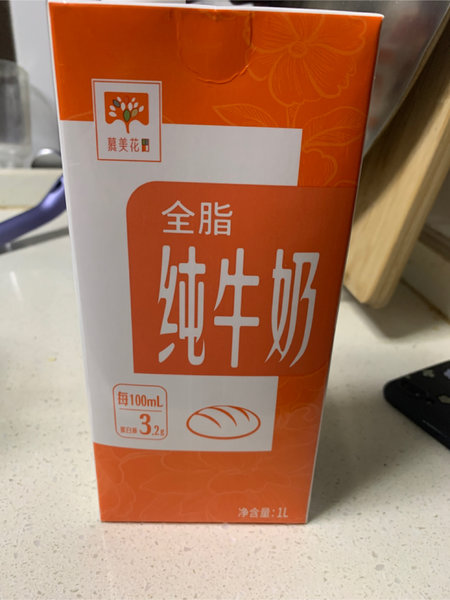 慕美花
全脂
纯牛奶
每100mL
蛋白质3.2g
净含量:1L